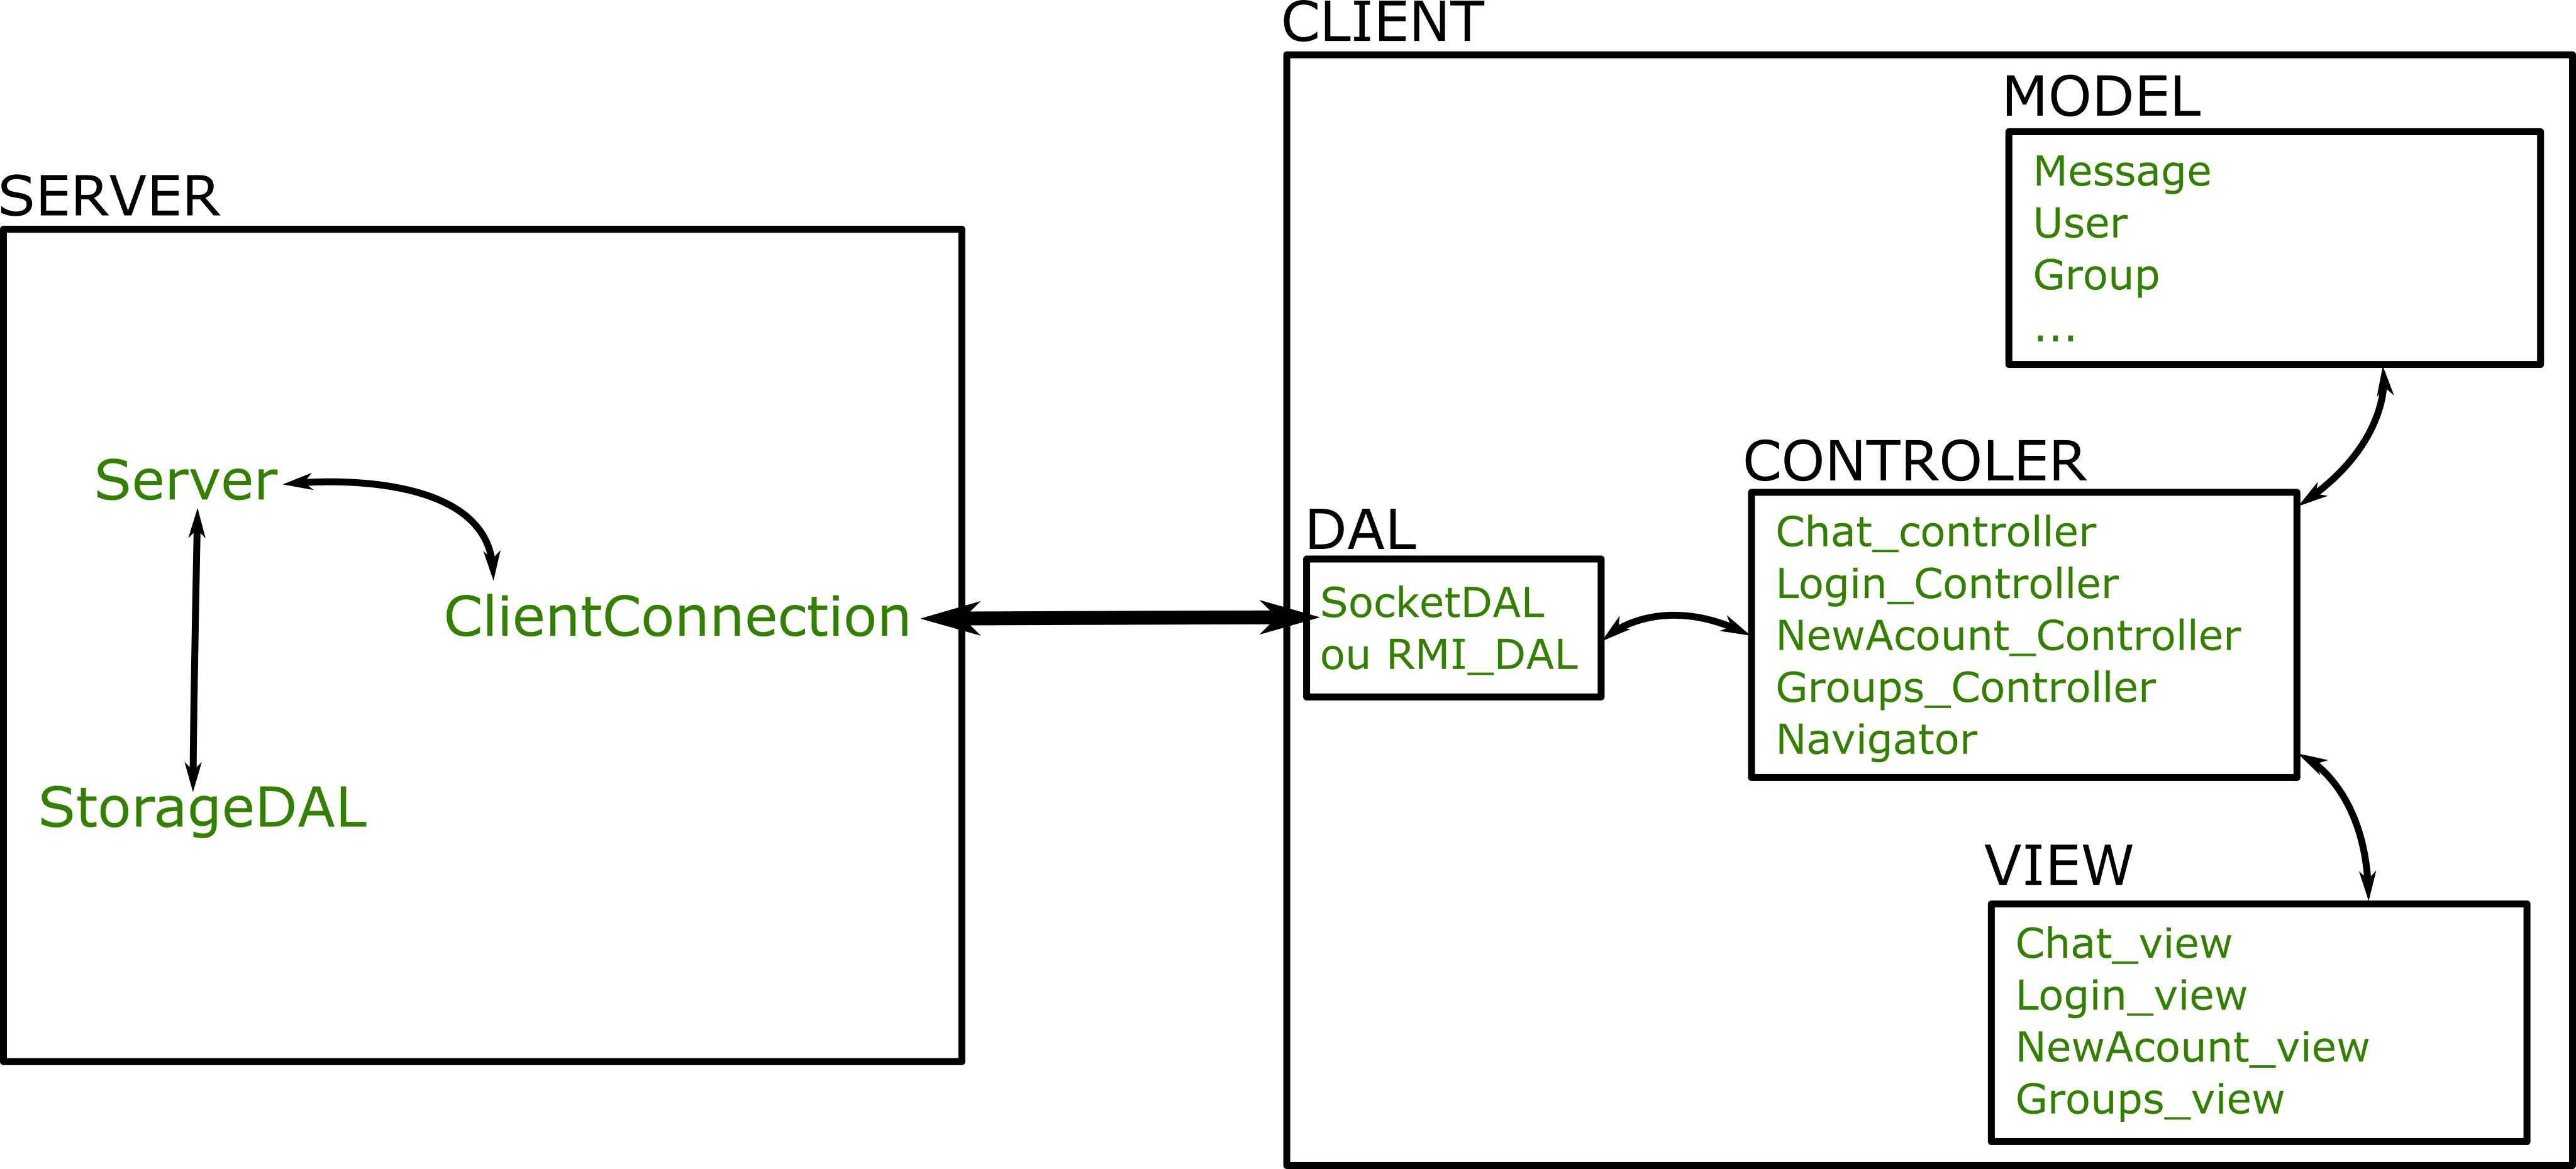 SERVER
Server
ClientConnection
StorageDAL
CLIENT
DAL
SocketDAL
ou RMI_DAL
CONTROLER
Chat_controller
Login_Controller
NewAcount_Controller
Groups_Controller
Navigator
MODEL
Message
User
Group
...
VIEW
Chat_view
Login_view
NewAcount_view
Groups_view